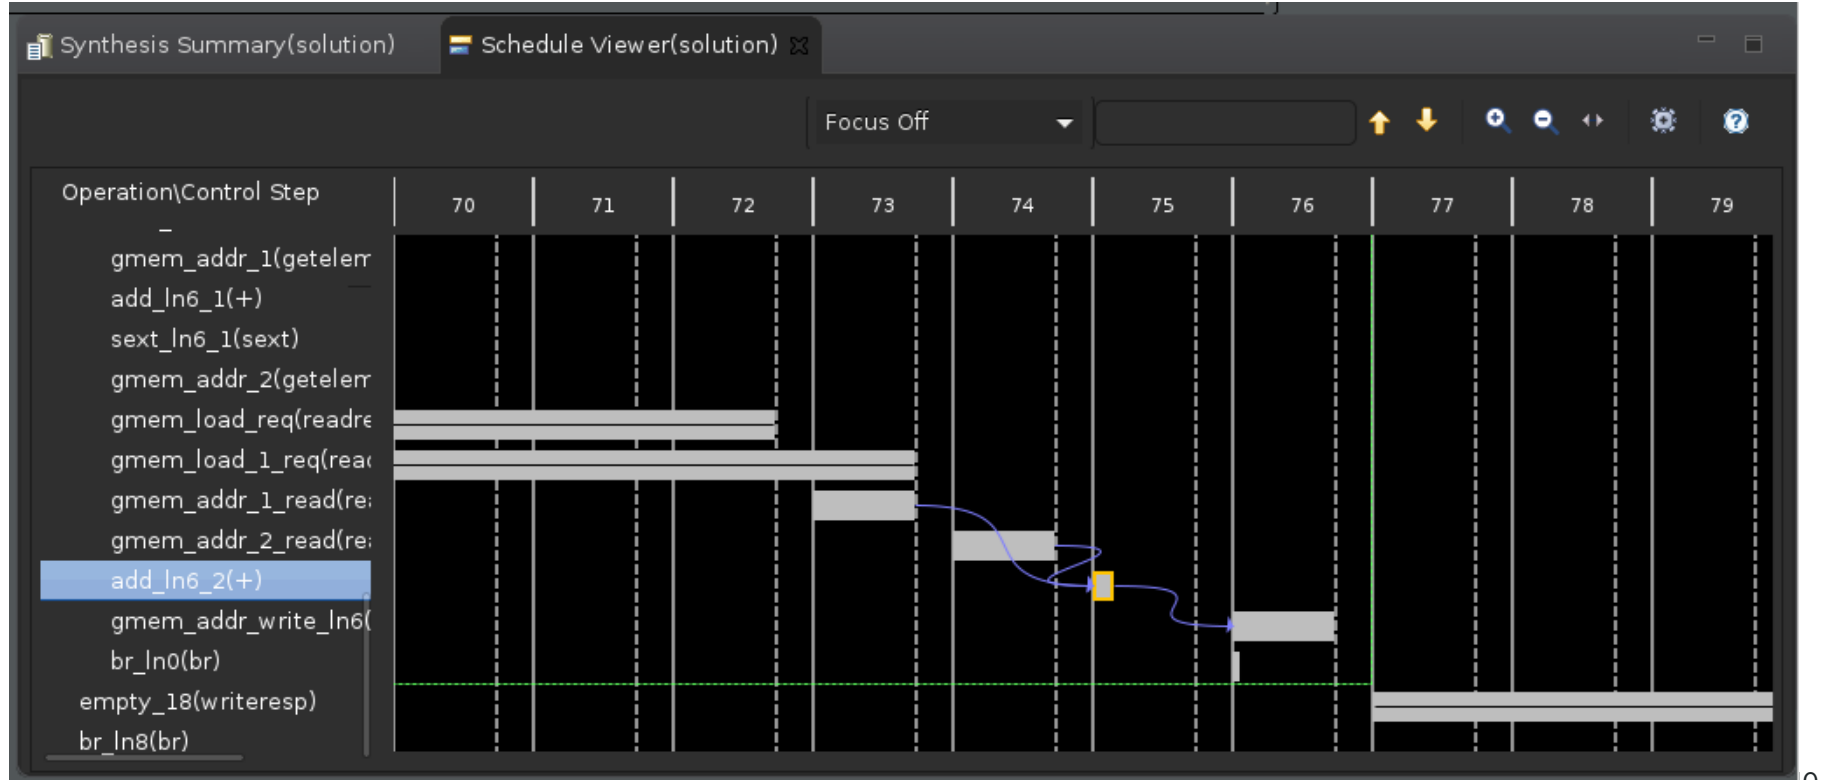 Synthesis Summary(solution) Schedule Viewer(solution)
Focus Off
Operation\Control Step 70 71 72 73 74 75 76 77 78 79
gmem_addr_1(getelem
add_ln6_1(+)
sext_ln6_1(sext)
gmem_addr_2(getelem
gmem_load_req(readre
gmem_load_1_req(read
gmem_addr_1_read(rea
gmem_addr_2_read(rea
add_ln6_2(+)
gmem_addr_write_ln6(
br_ln0(br)
empty_18(writeresp)
br_ln8(br)